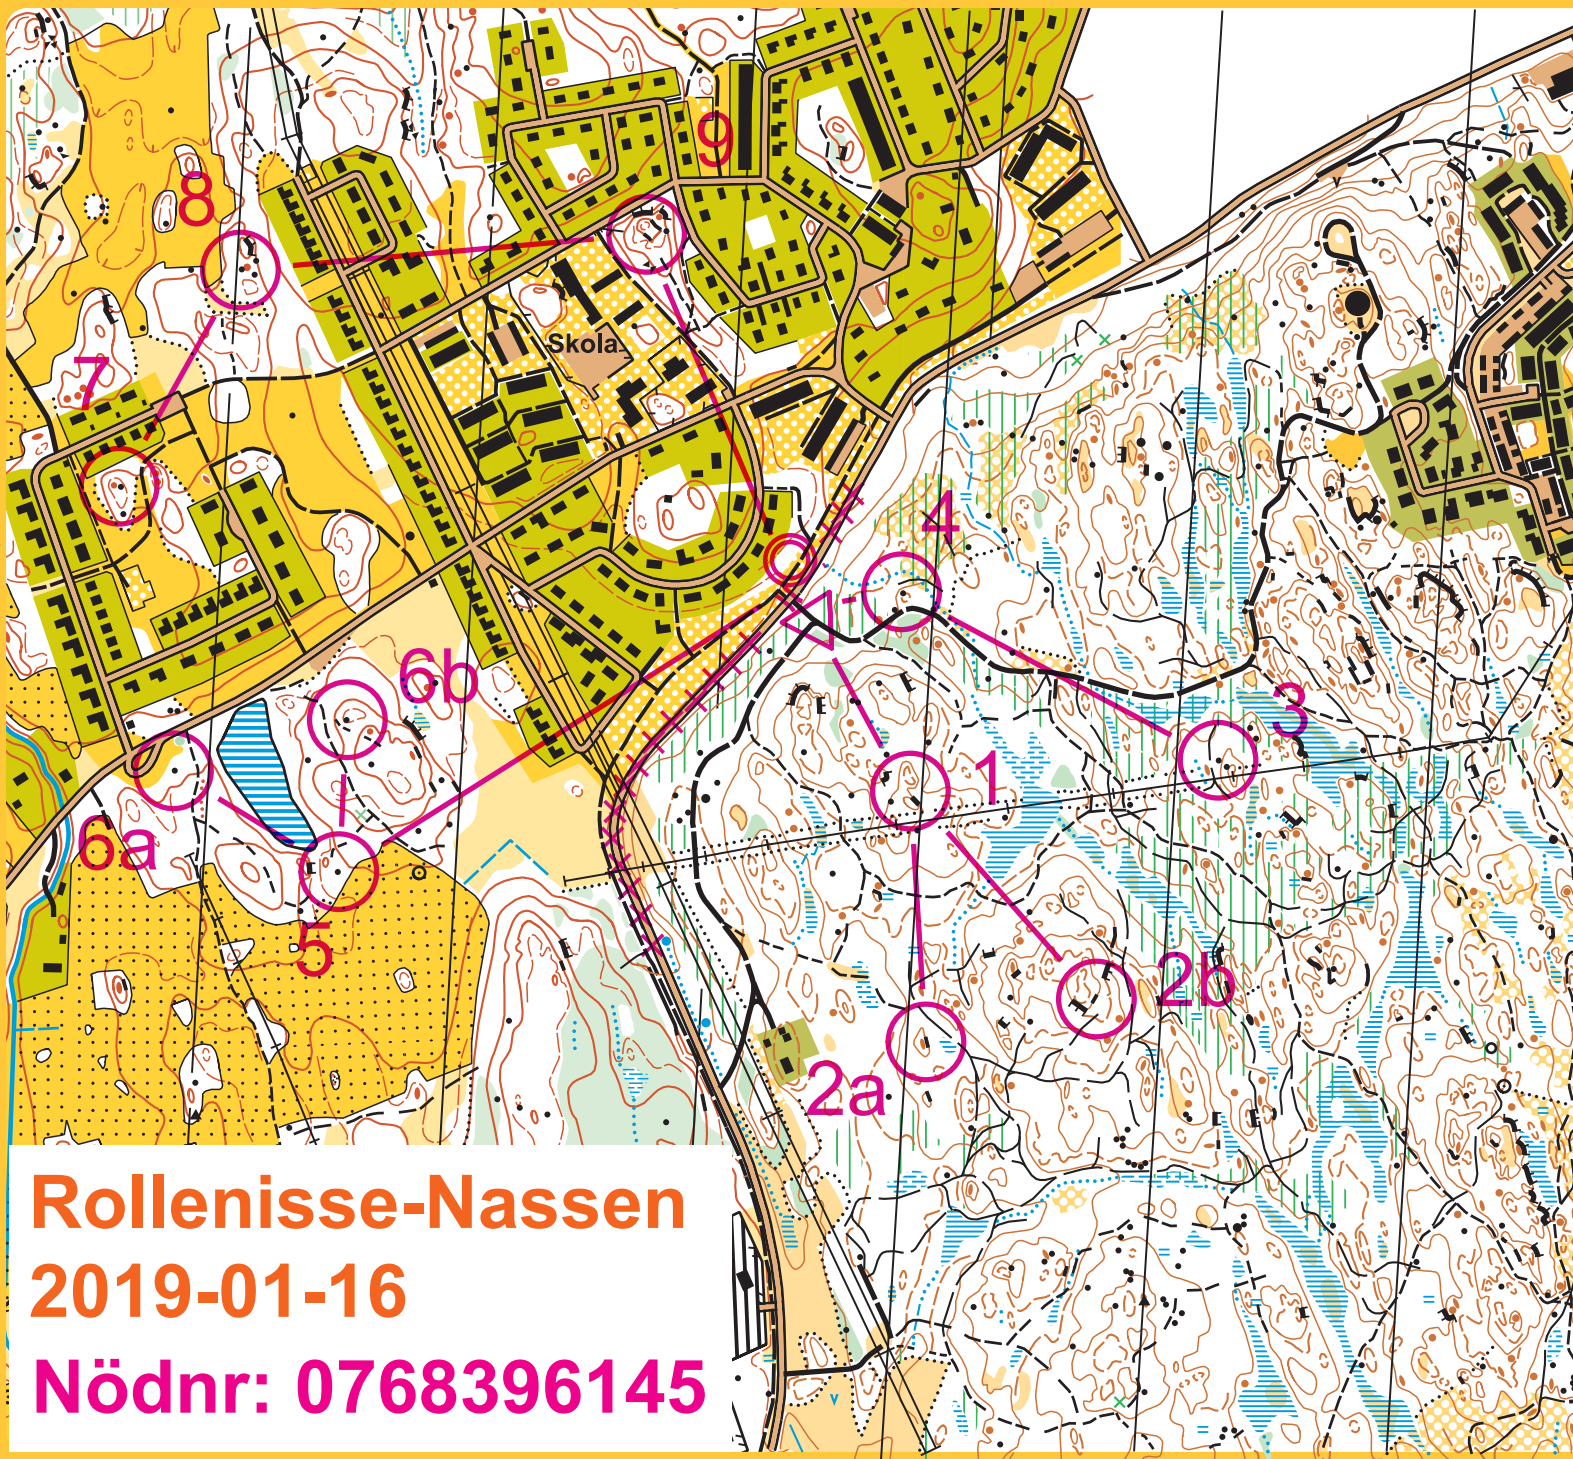 8
9
7
Skola
4
6b
3
1
6a
5
2b
2a
Rollenisse-Nassen
2019-01-16
Nödnr: 0768396145